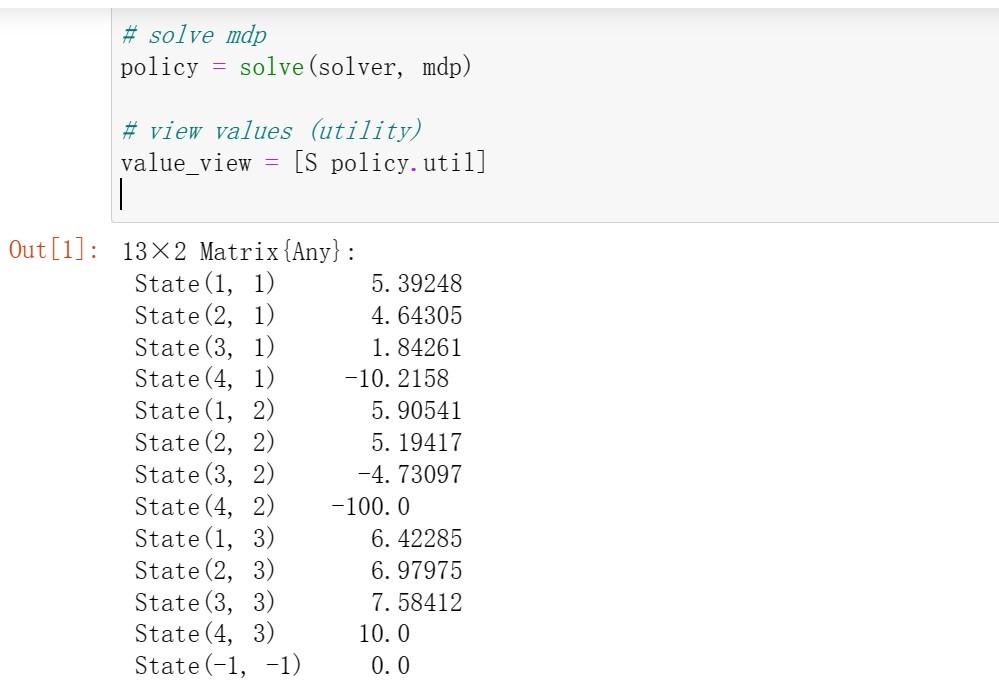 # solve mdp
policy = solve(solver, mdp)
# view values (utility)
value_view = [S policy.util]
Out[1]: 13×2 Matrix{Any}:
State(1, 1) 5.39248
State(2, 1) 4.64305
State(3, 1) 1.84261
State(4, 1) -10.2158
State(1, 2) 5.90541
State(2, 2) 5.19417
State(3, 2) -4.73097
State(4, 2) -100.0
State(1, 3) 6.42285
State(2, 3) 6.97975
State(3, 3) 7.58412
State(4, 3) 10.0
State(-1, -1) 0.0